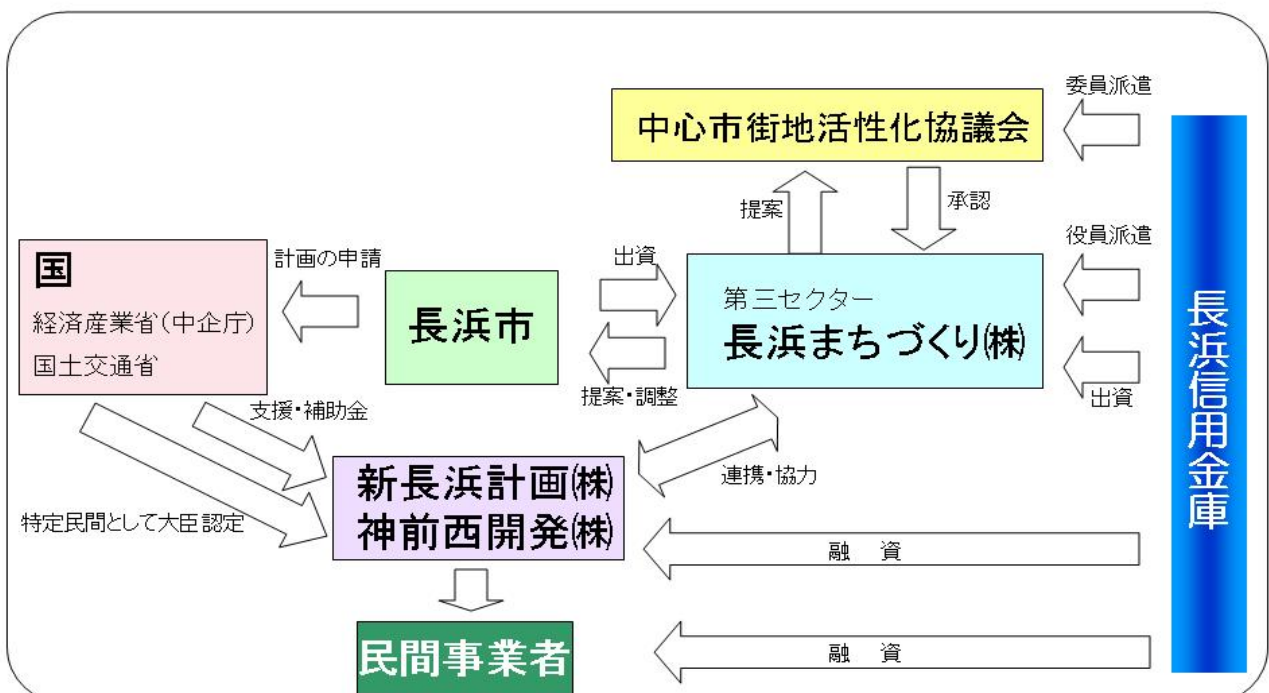 委員派遣
中心市街地活性化協議会
提案
承認
役員派遣
国
経済産業省(中企庁)
国土交通省
計画の申請
長浜市
出資
提案・調整
第三セクター
長浜まちづくり㈱
出資
長浜信用金庫
支援・補助金
特定民間として大臣認定
新長浜計画㈱
神前西開発㈱
連携・協力
融 資
民間事業者
融 資